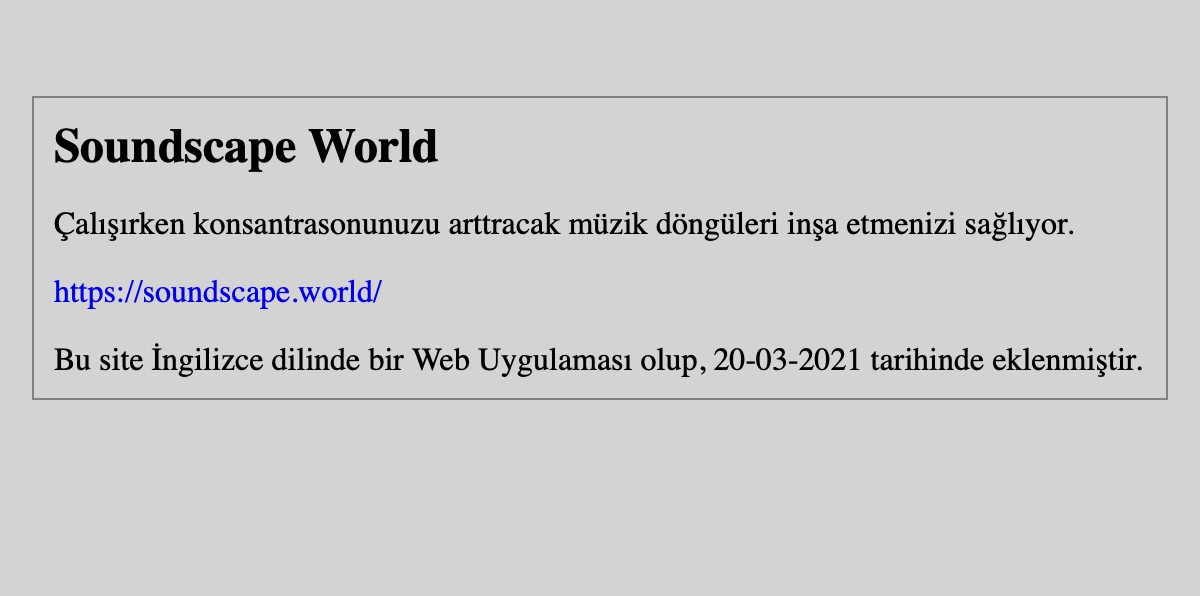 Soundscape World
Çalışırken konsantrasonunuzu arttracak müzik döngüleri inşa etmenizi sağlıyor.
https://soundscape.world/
Bu site İngilizce dilinde bir Web Uygulaması olup, 20-03-2021 tarihinde eklenmiştir.